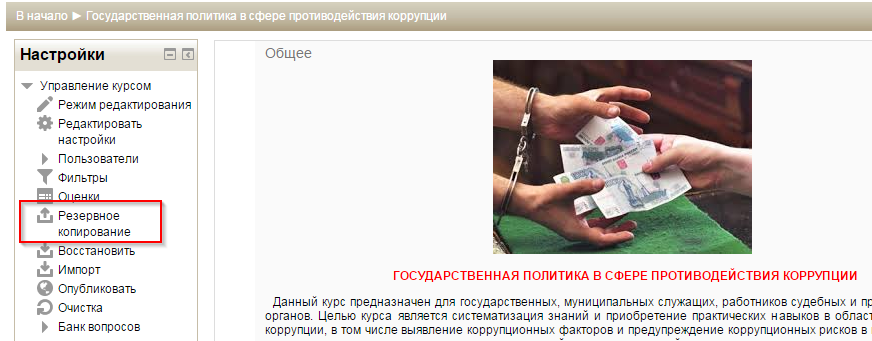 В начало ► Государственная политика в сфере противодействия коррупции
Настройки
Управление курсом
Режим редактирования
Редактировать
настройки
Пользователи
Фильтры
Оценки
Резервное
копирование
Восстановить
Импорт
Опубликовать
Очистка
Банк вопросов
Общее
ГОСУДАРСТВЕННАЯ ПОЛИТИКА В СФЕРЕ ПРОТИВОДЕЙСТВИЯ КОРРУПЦИИ
Данный курс предназначен для государственных, муниципальных служащих, работников судебных и пр
органов. Целью курса является систематизация знаний и приобретение практических навыков в област
коррупции, в том числе выявление коррупционных факторов и предупреждение коррупционных рисков в